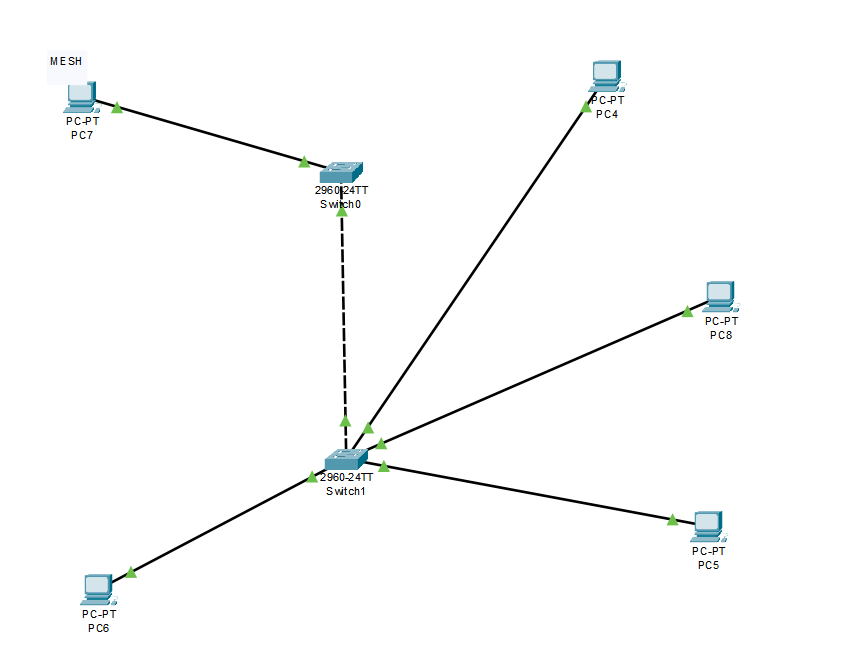 MESH
PC-PT
PC7
PC-PT
PC4
2960-24TT
Switch0
PC-PT
PC8
2960-24TT
Switch1
PC-PT
PC5
PC-PT
PC6